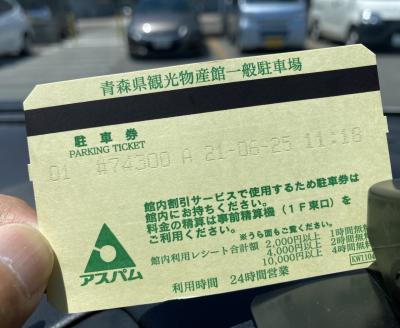 青森県観光物産館一般駐車場
駐車券
PARKING TICKET
01 #74300 A 21-06-25 11:18
館内割引サービスで使用するため駐車券は
館内にお持ちください。
料金の精算は事前精算機（1F東口）を
ご利用ください。 ※うら面もご覧ください。
館内利用レシート合計額 2,000円以上 1時間無料
4,000円以上 2時間無
10,000円以上 4時間無
アスパム
利用時間 24時間営業
KW1104